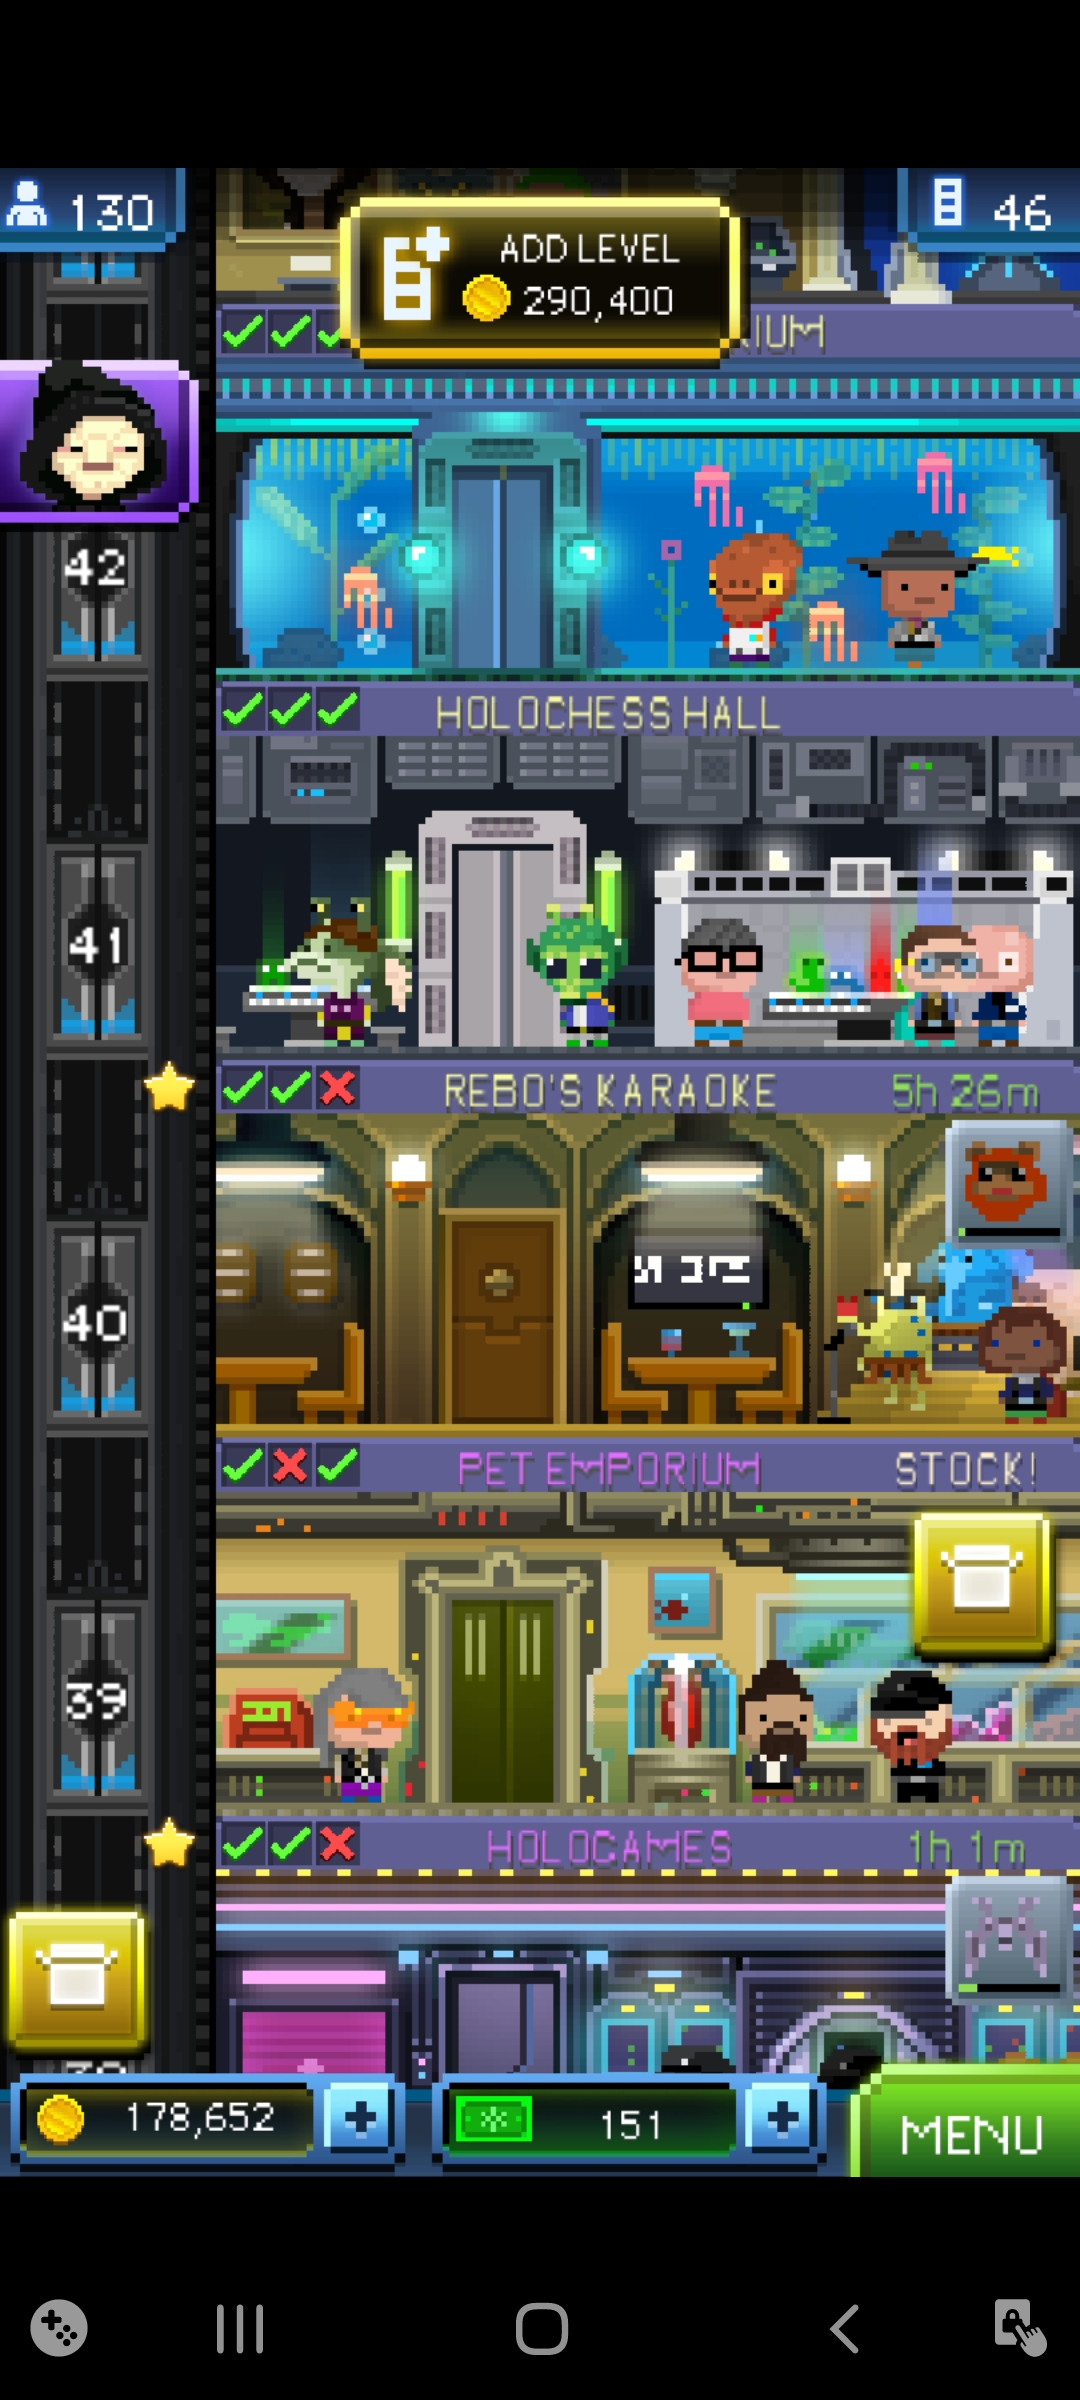 130
ADD LEVEL
290,400
46
RIUM
42
HOLOCHESS HALL
41
REBO'S KARAOKE 5h 26m
40
PET EMPORIUM STOCK!
39
HOLOGAMES 1h 1m
178,652
151
MENU